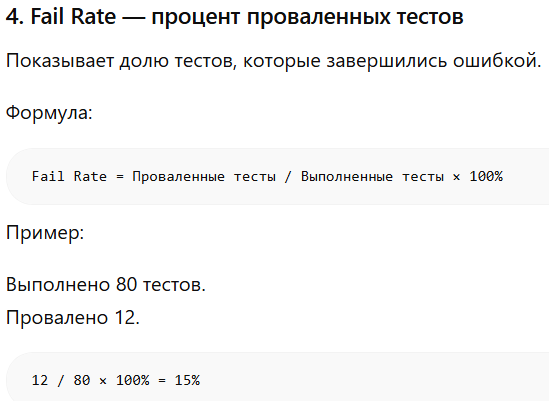 4. Fail Rate — процент проваленных тестов
Показывает долю тестов, которые завершились ошибкой.
Формула:
Fail Rate = Проваленные тесты / Выполненные тесты × 100%
Пример:
Выполнено 80 тестов.
Провалено 12.
12 / 80 × 100% = 15%